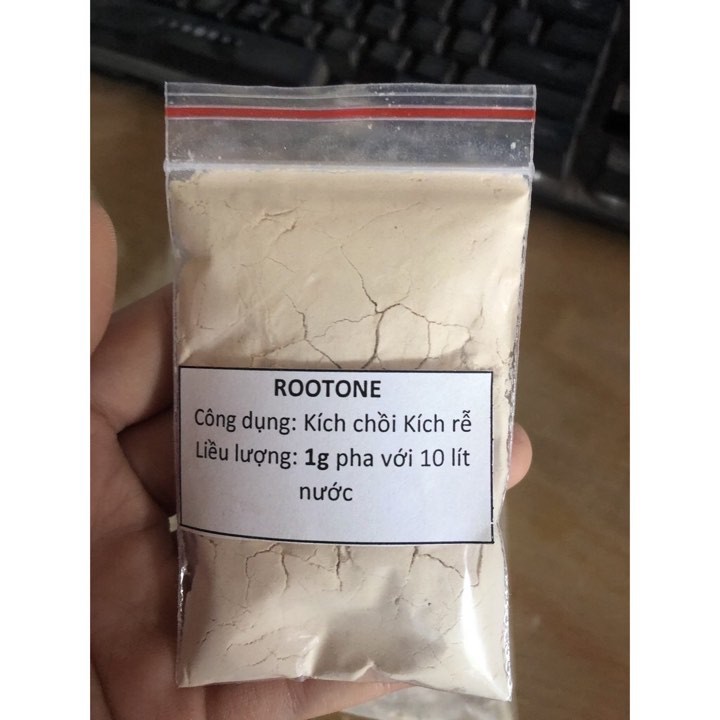 ROOTONE
Công dụng: Kích chồi Kích rễ
Liều lượng: 1g pha với 10 lít
nước